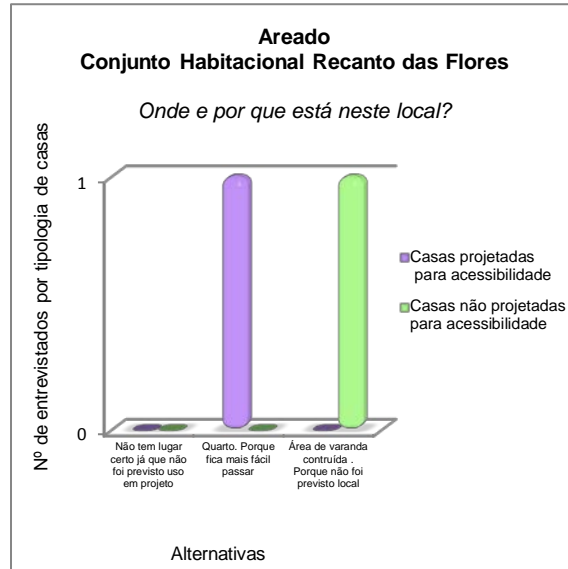 Areado
Conjunto Habitacional Recanto das Flores
Onde e por que está neste local?
Nº de entrevistados por tipologia de casas
1
0
Casas projetadas
para acessibilidade
Casas não projetadas
para acessibilidade
Não tem lugar
certo já que não
foi previsto uso
em projeto
Quarto. Porque
fica mais fácil
passar
Área de varanda
contruída .
Porque não foi
previsto local
Alternativas